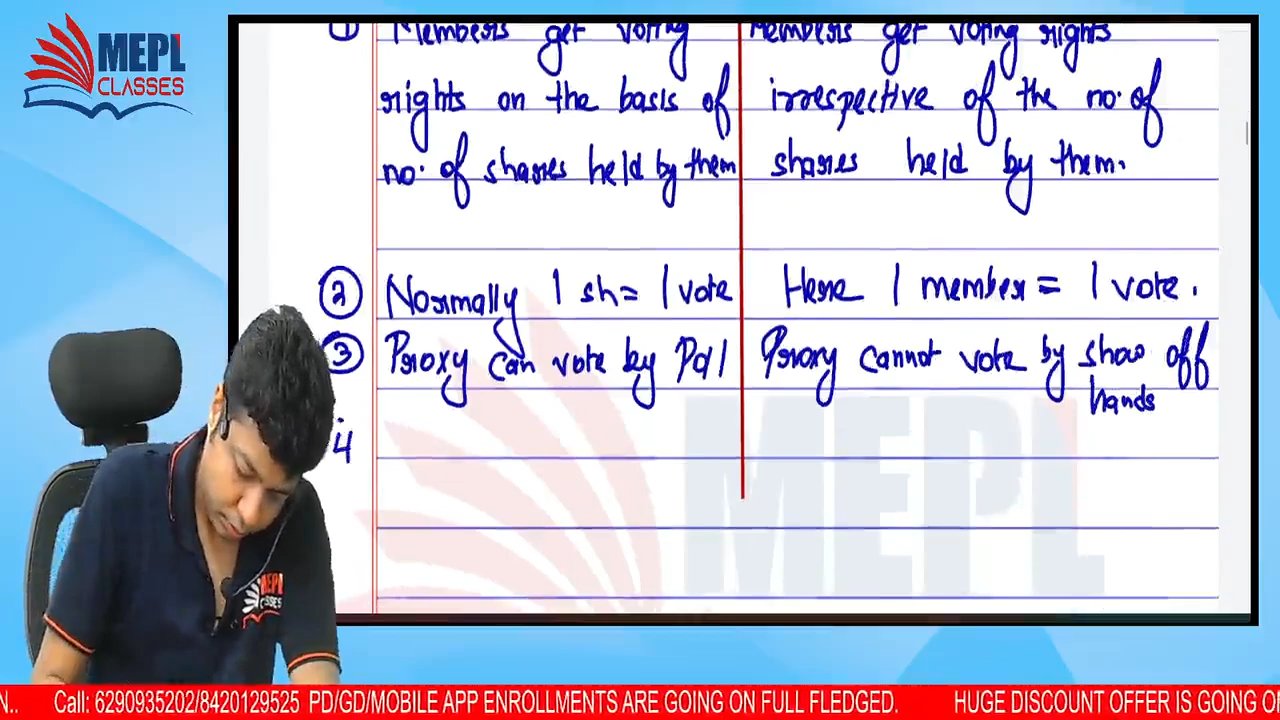 MEPL
CLASSES
① Members get voting
rights on the basis of
no. of shares held by them
Members get voting rights
irrespective of the no. of
shares held by them.
② Normally 1 sh = 1 vote
Here 1 member = 1 vote.
③ Proxy can vote by Poll
Proxy cannot vote by show off
hands
4
MEPL
MEPL
CLASSES
N.. Call: 6290935202/8420129525 PD/GD/MOBILE APP ENROLLMENTS ARE GOING ON FULL FLEDGED. HUGE DISCOUNT OFFER IS GOING O